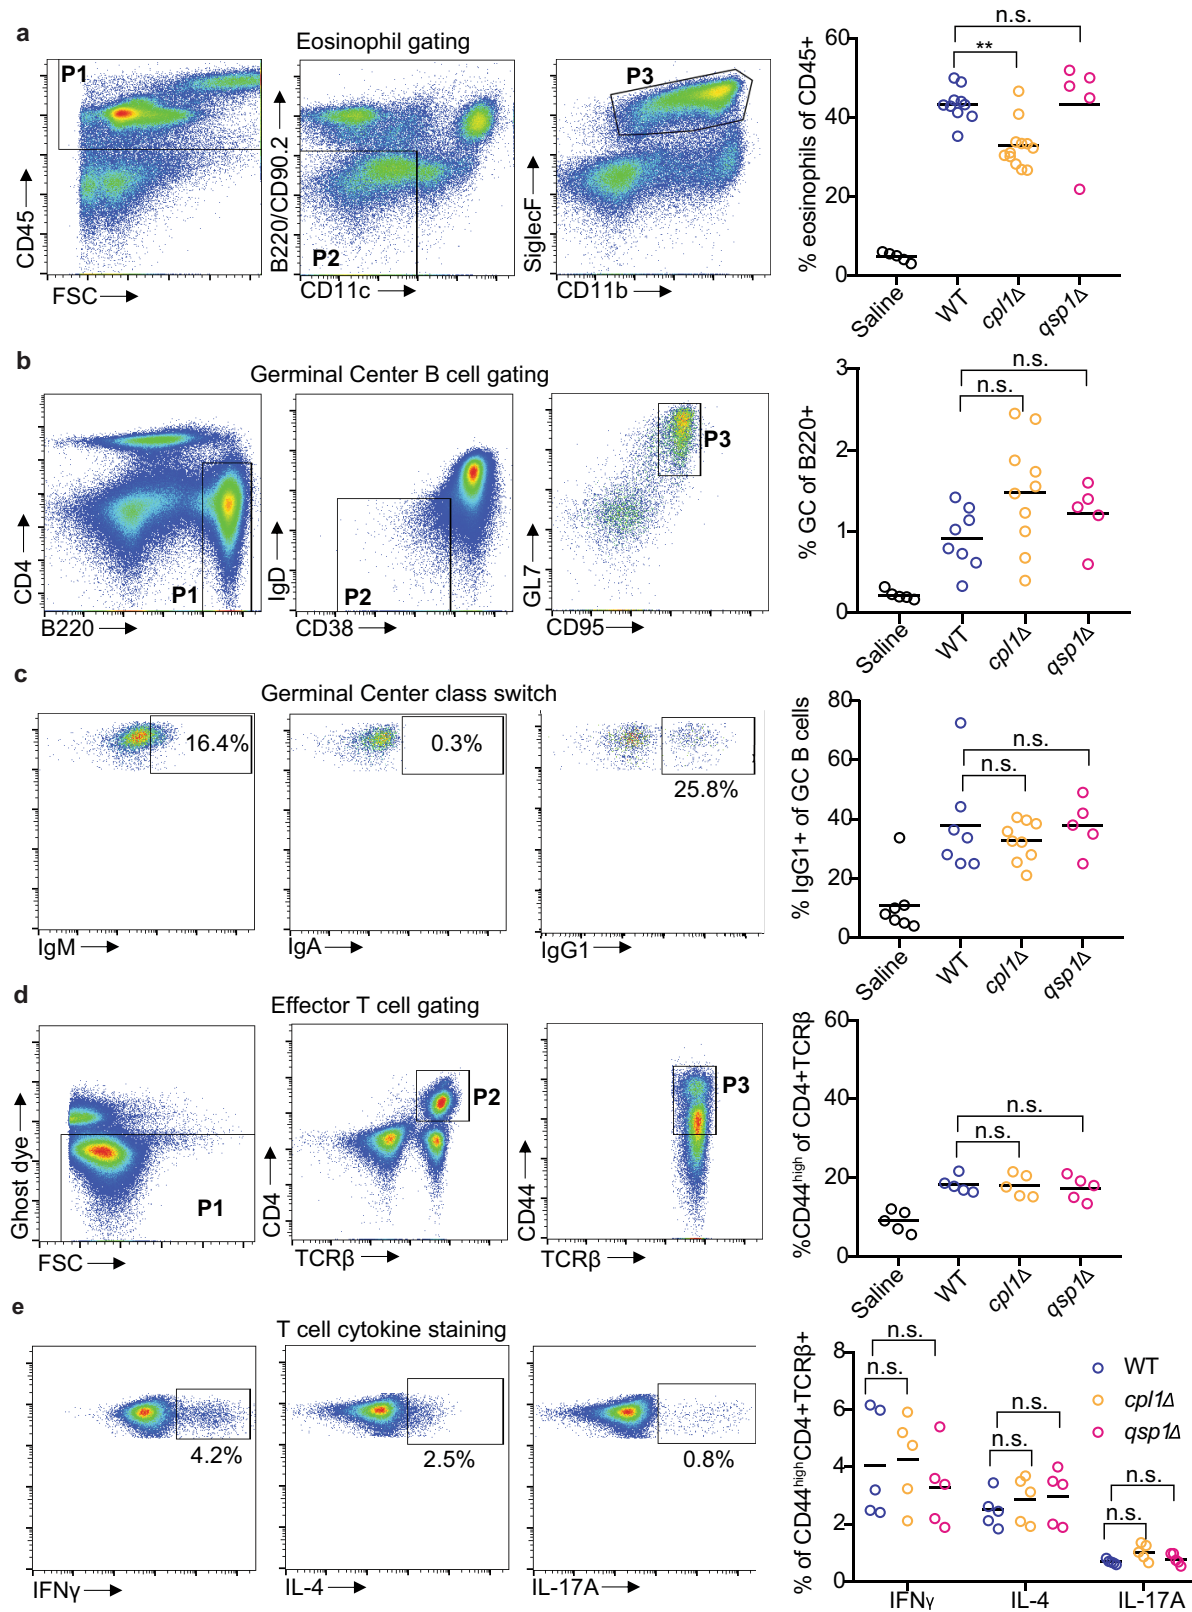 a
Eosinophil gating
P1
CD45
FSC
B220/CD90.2
P2
CD11c
P3
SiglecF
CD11b
% eosinophils of CD45+
60
40
20
0
n.s.
**
Saline
WT
cpl1Δ
qsp1Δ
b
Germinal Center B cell gating
CD4
P1
B220
IgD
P2
CD38
P3
GL7
CD95
% GC of B220+
3
2
1
0
n.s.
n.s.
Saline
WT
cpl1Δ
qsp1Δ
c
Germinal Center class switch
16.4%
IgM
0.3%
IgA
25.8%
IgG1
% IgG1+ of GC B cells
80
60
40
20
0
n.s.
n.s.
Saline
WT
cpl1Δ
qsp1Δ
d
Effector T cell gating
Ghost dye
P1
FSC
P2
CD4
TCRβ
P3
CD44
TCRβ
%CD44high of CD4+TCRβ
60
40
20
0
n.s.
n.s.
Saline
WT
cpl1Δ
qsp1Δ
e
T cell cytokine staining
4.2%
IFNγ
2.5%
IL-4
0.8%
IL-17A
% of CD44highCD4+TCRβ+
8
6
4
2
0
n.s.
n.s.
n.s.
n.s.
n.s.
n.s.
WT
cpl1Δ
qsp1Δ
IFNγ
IL-4
IL-17A